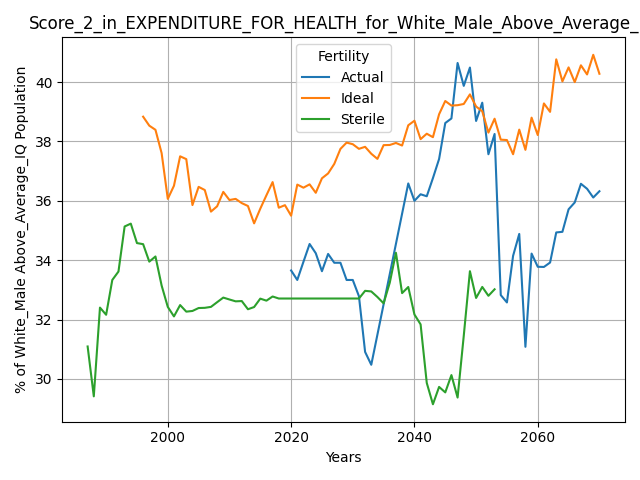 Score_2_in_EXPENDITURE_FOR_HEALTH_for_White_Male_Above_Average_
Fertility
Actual
Ideal
Sterile
% of White_Male Above_Average_IQ Population
40
38
36
34
32
30
2000
2020
2040
2060
Years